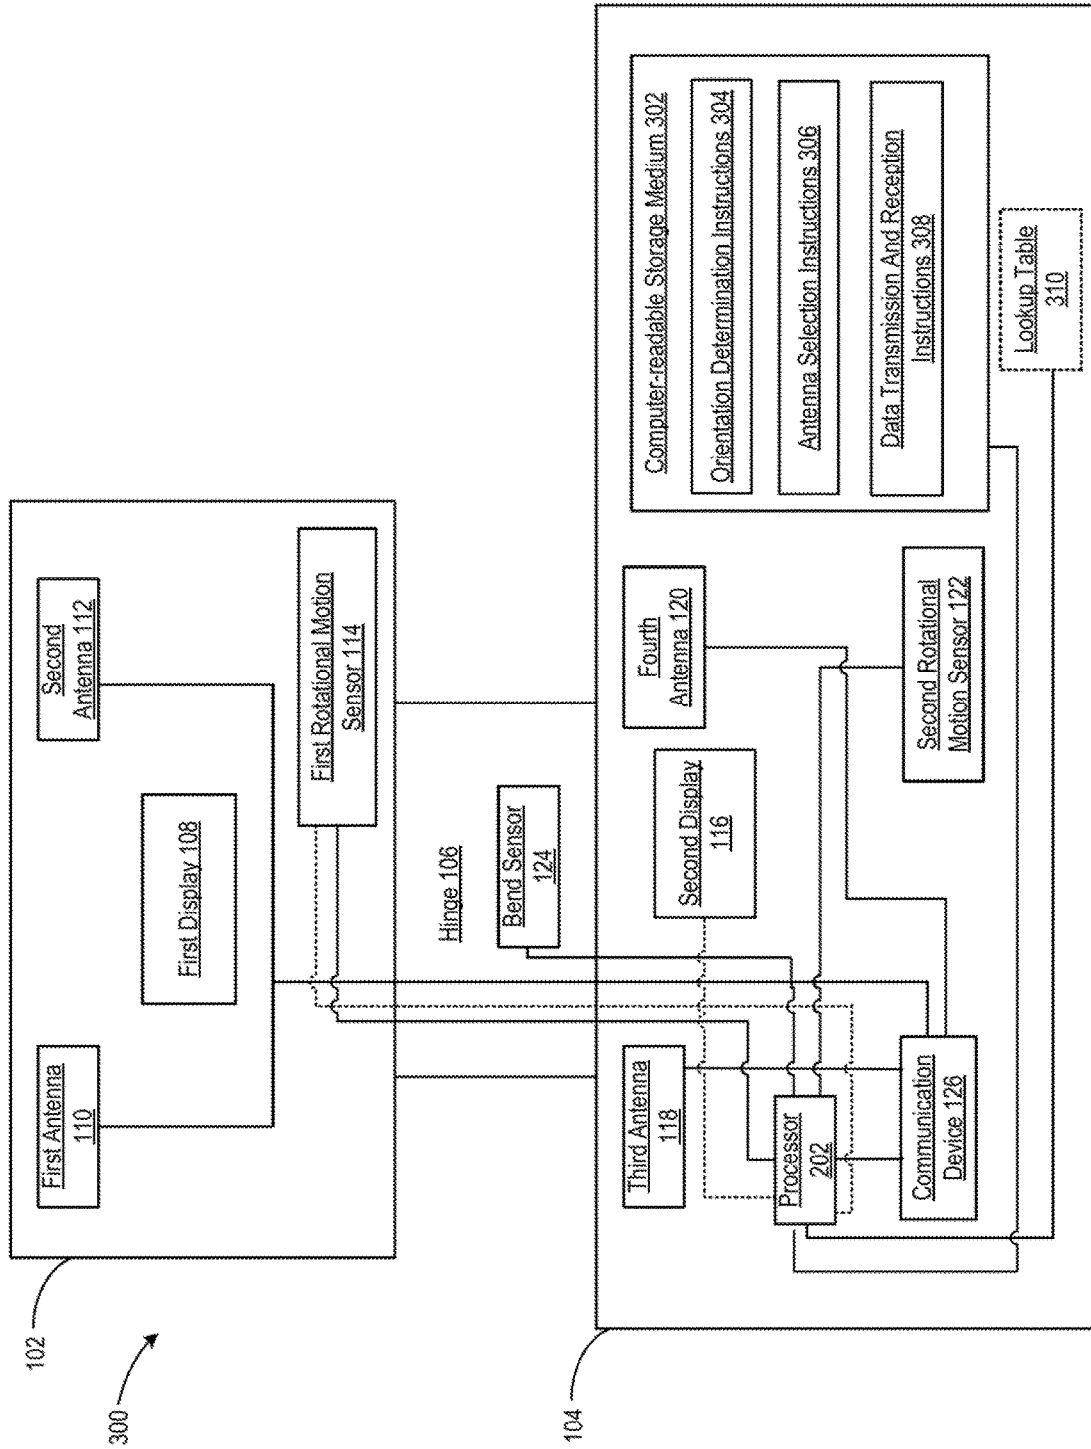 300
102
First Antenna
110
First Display 108
Second
Antenna 112
First Rotational Motion
Sensor 114
Hinge 106
Bend Sensor
124
104
Third Antenna
118
Second Display
116
Fourth
Antenna 120
Processor
202
Communication
Device 126
Second Rotational
Motion Sensor 122
Computer-readable Storage Medium 302
Orientation Determination Instructions 304
Antenna Selection Instructions 306
Data Transmission And Reception
Instructions 308
Lookup Table
310